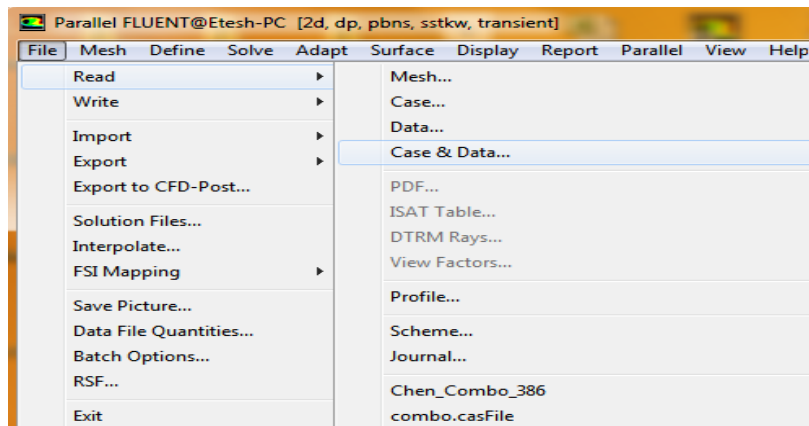 Parallel FLUENT@Etesh-PC [2d, dp, pbns, sstkw, transient]
File Mesh Define Solve Adapt Surface Display Report Parallel View Help
Read
Write
Import
Export
Export to CFD-Post...
Solution Files...
Interpolate...
FSI Mapping
Save Picture...
Data File Quantities...
Batch Options...
RSF...
Exit
Mesh...
Case...
Data...
Case & Data...
PDF...
ISAT Table...
DTRM Rays...
View Factors...
Profile...
Scheme...
Journal...
Chen_Combo_386
combo.casFile